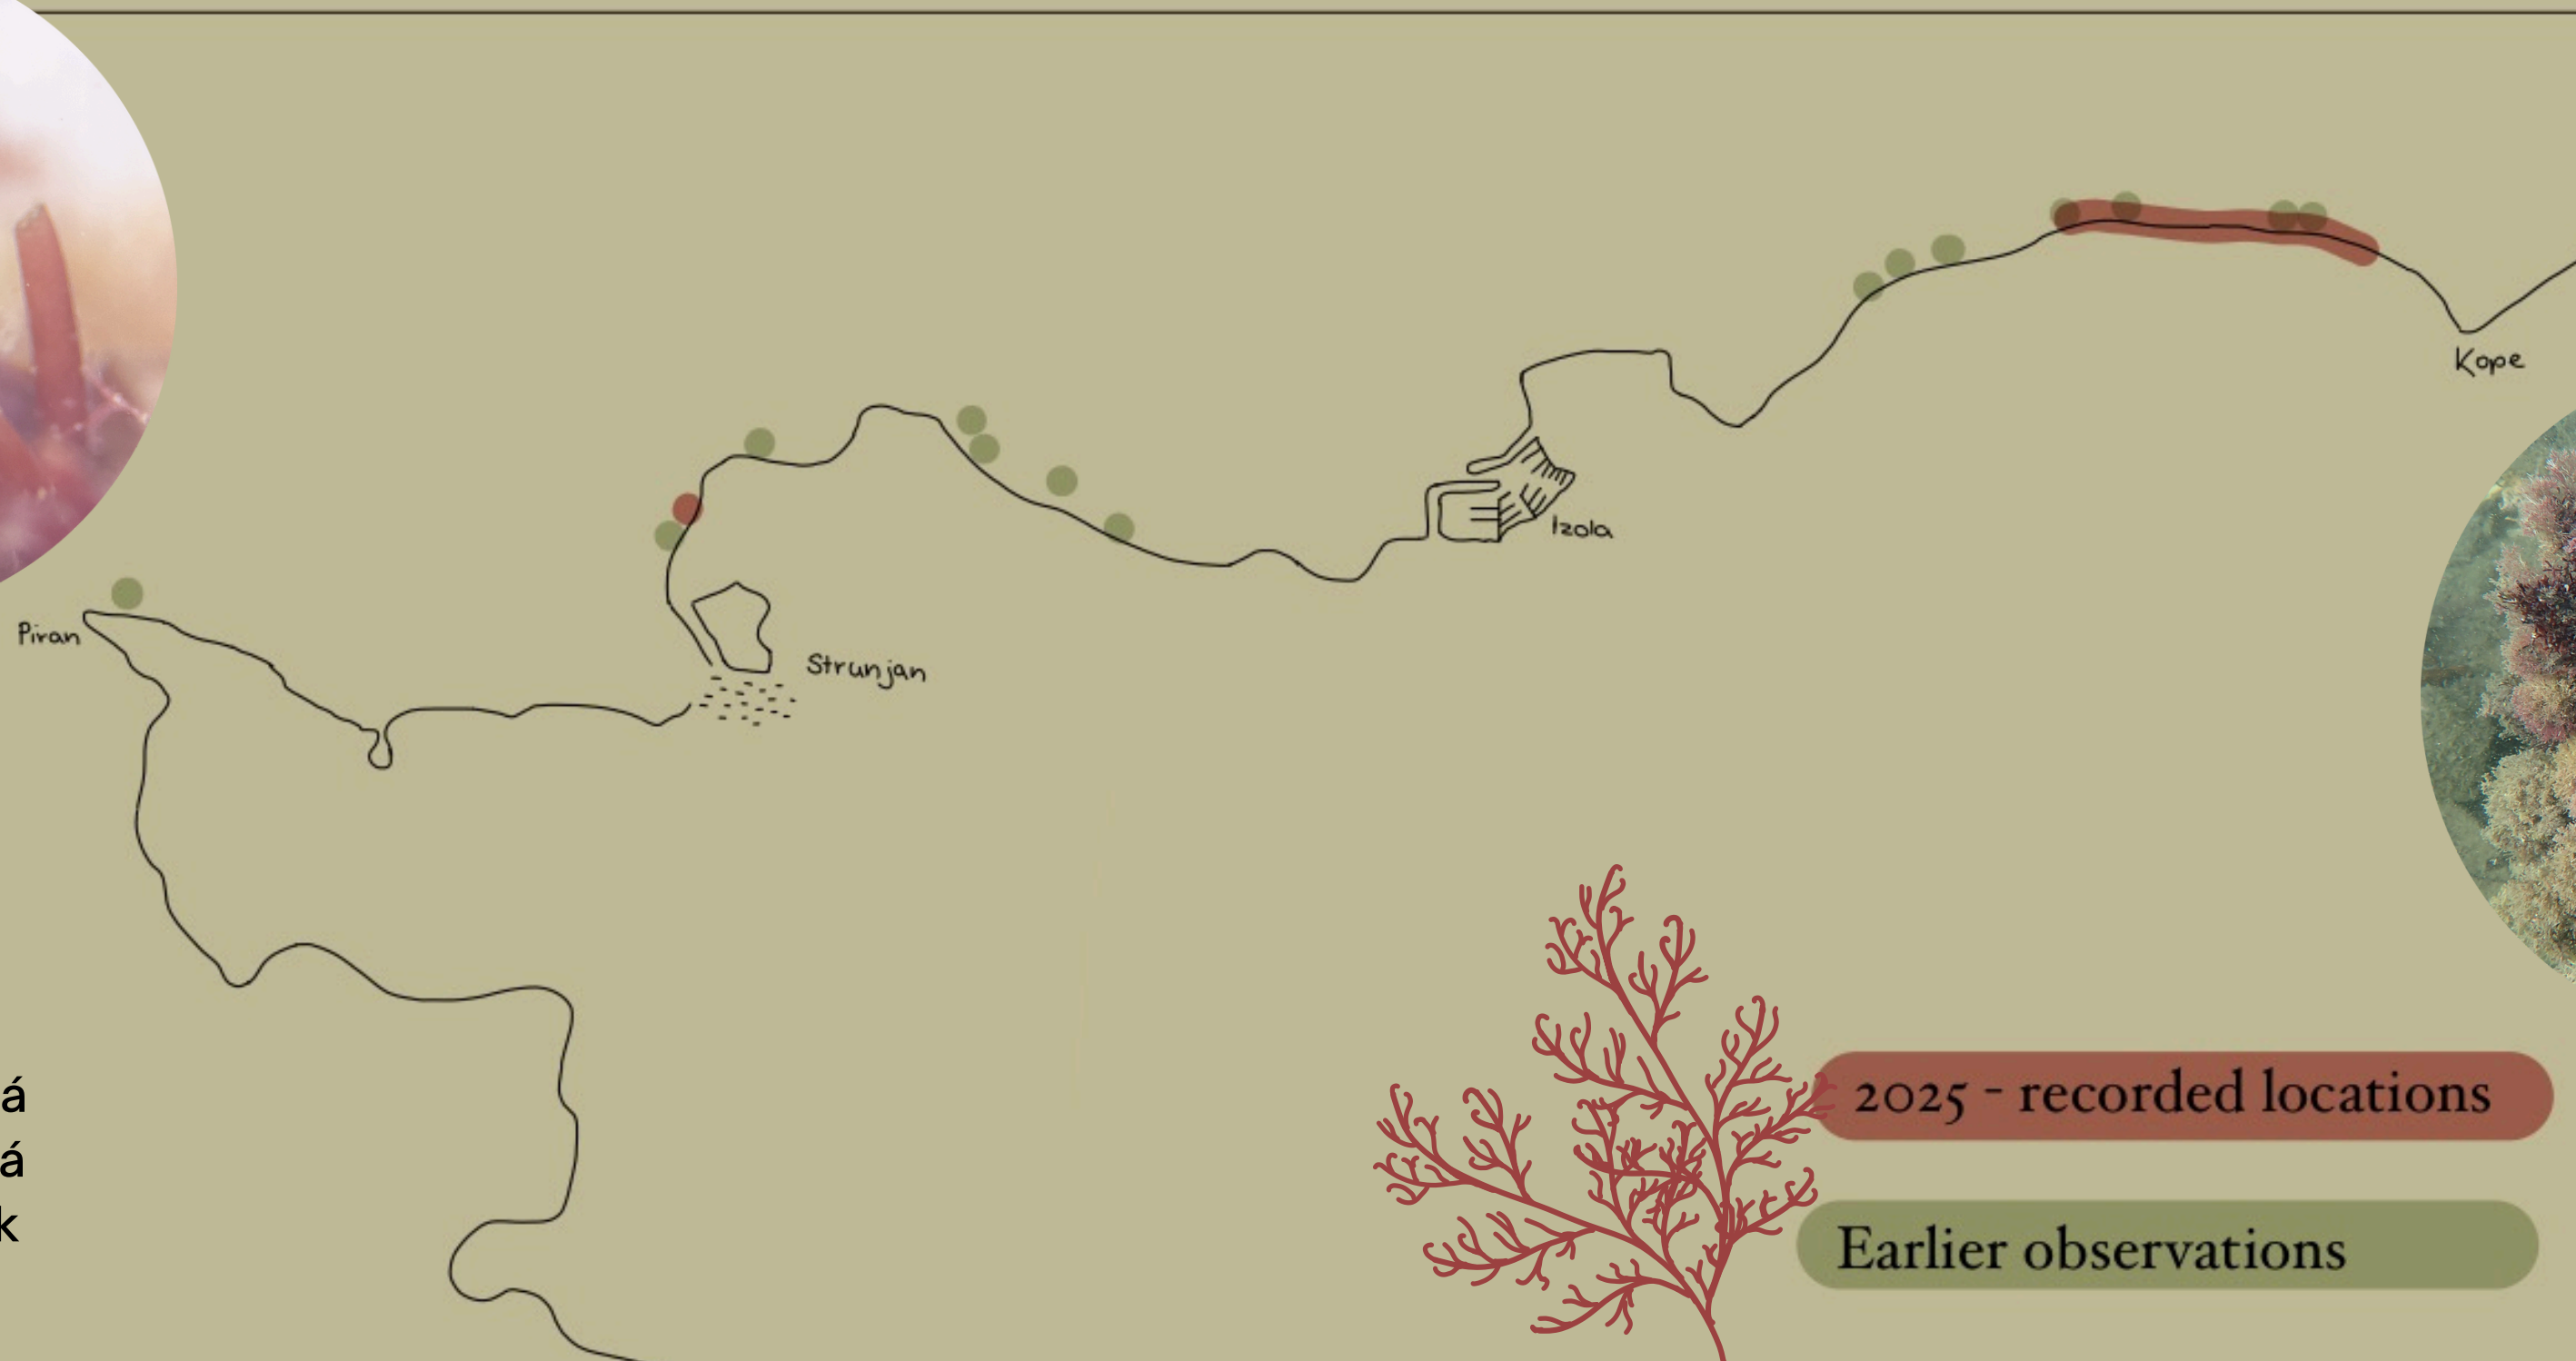 Kope
Izola
Piran
Strunjan
á
á
k
2025 - recorded locations
Earlier observations